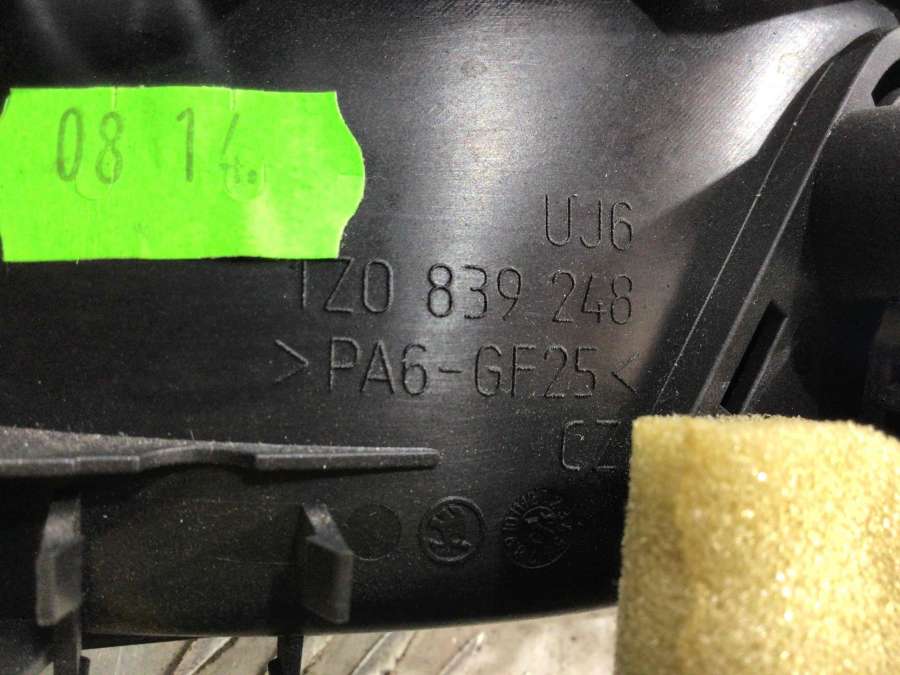 08 14.
UJ6
1Z0 839 248
>PA6-GF25<
CZ